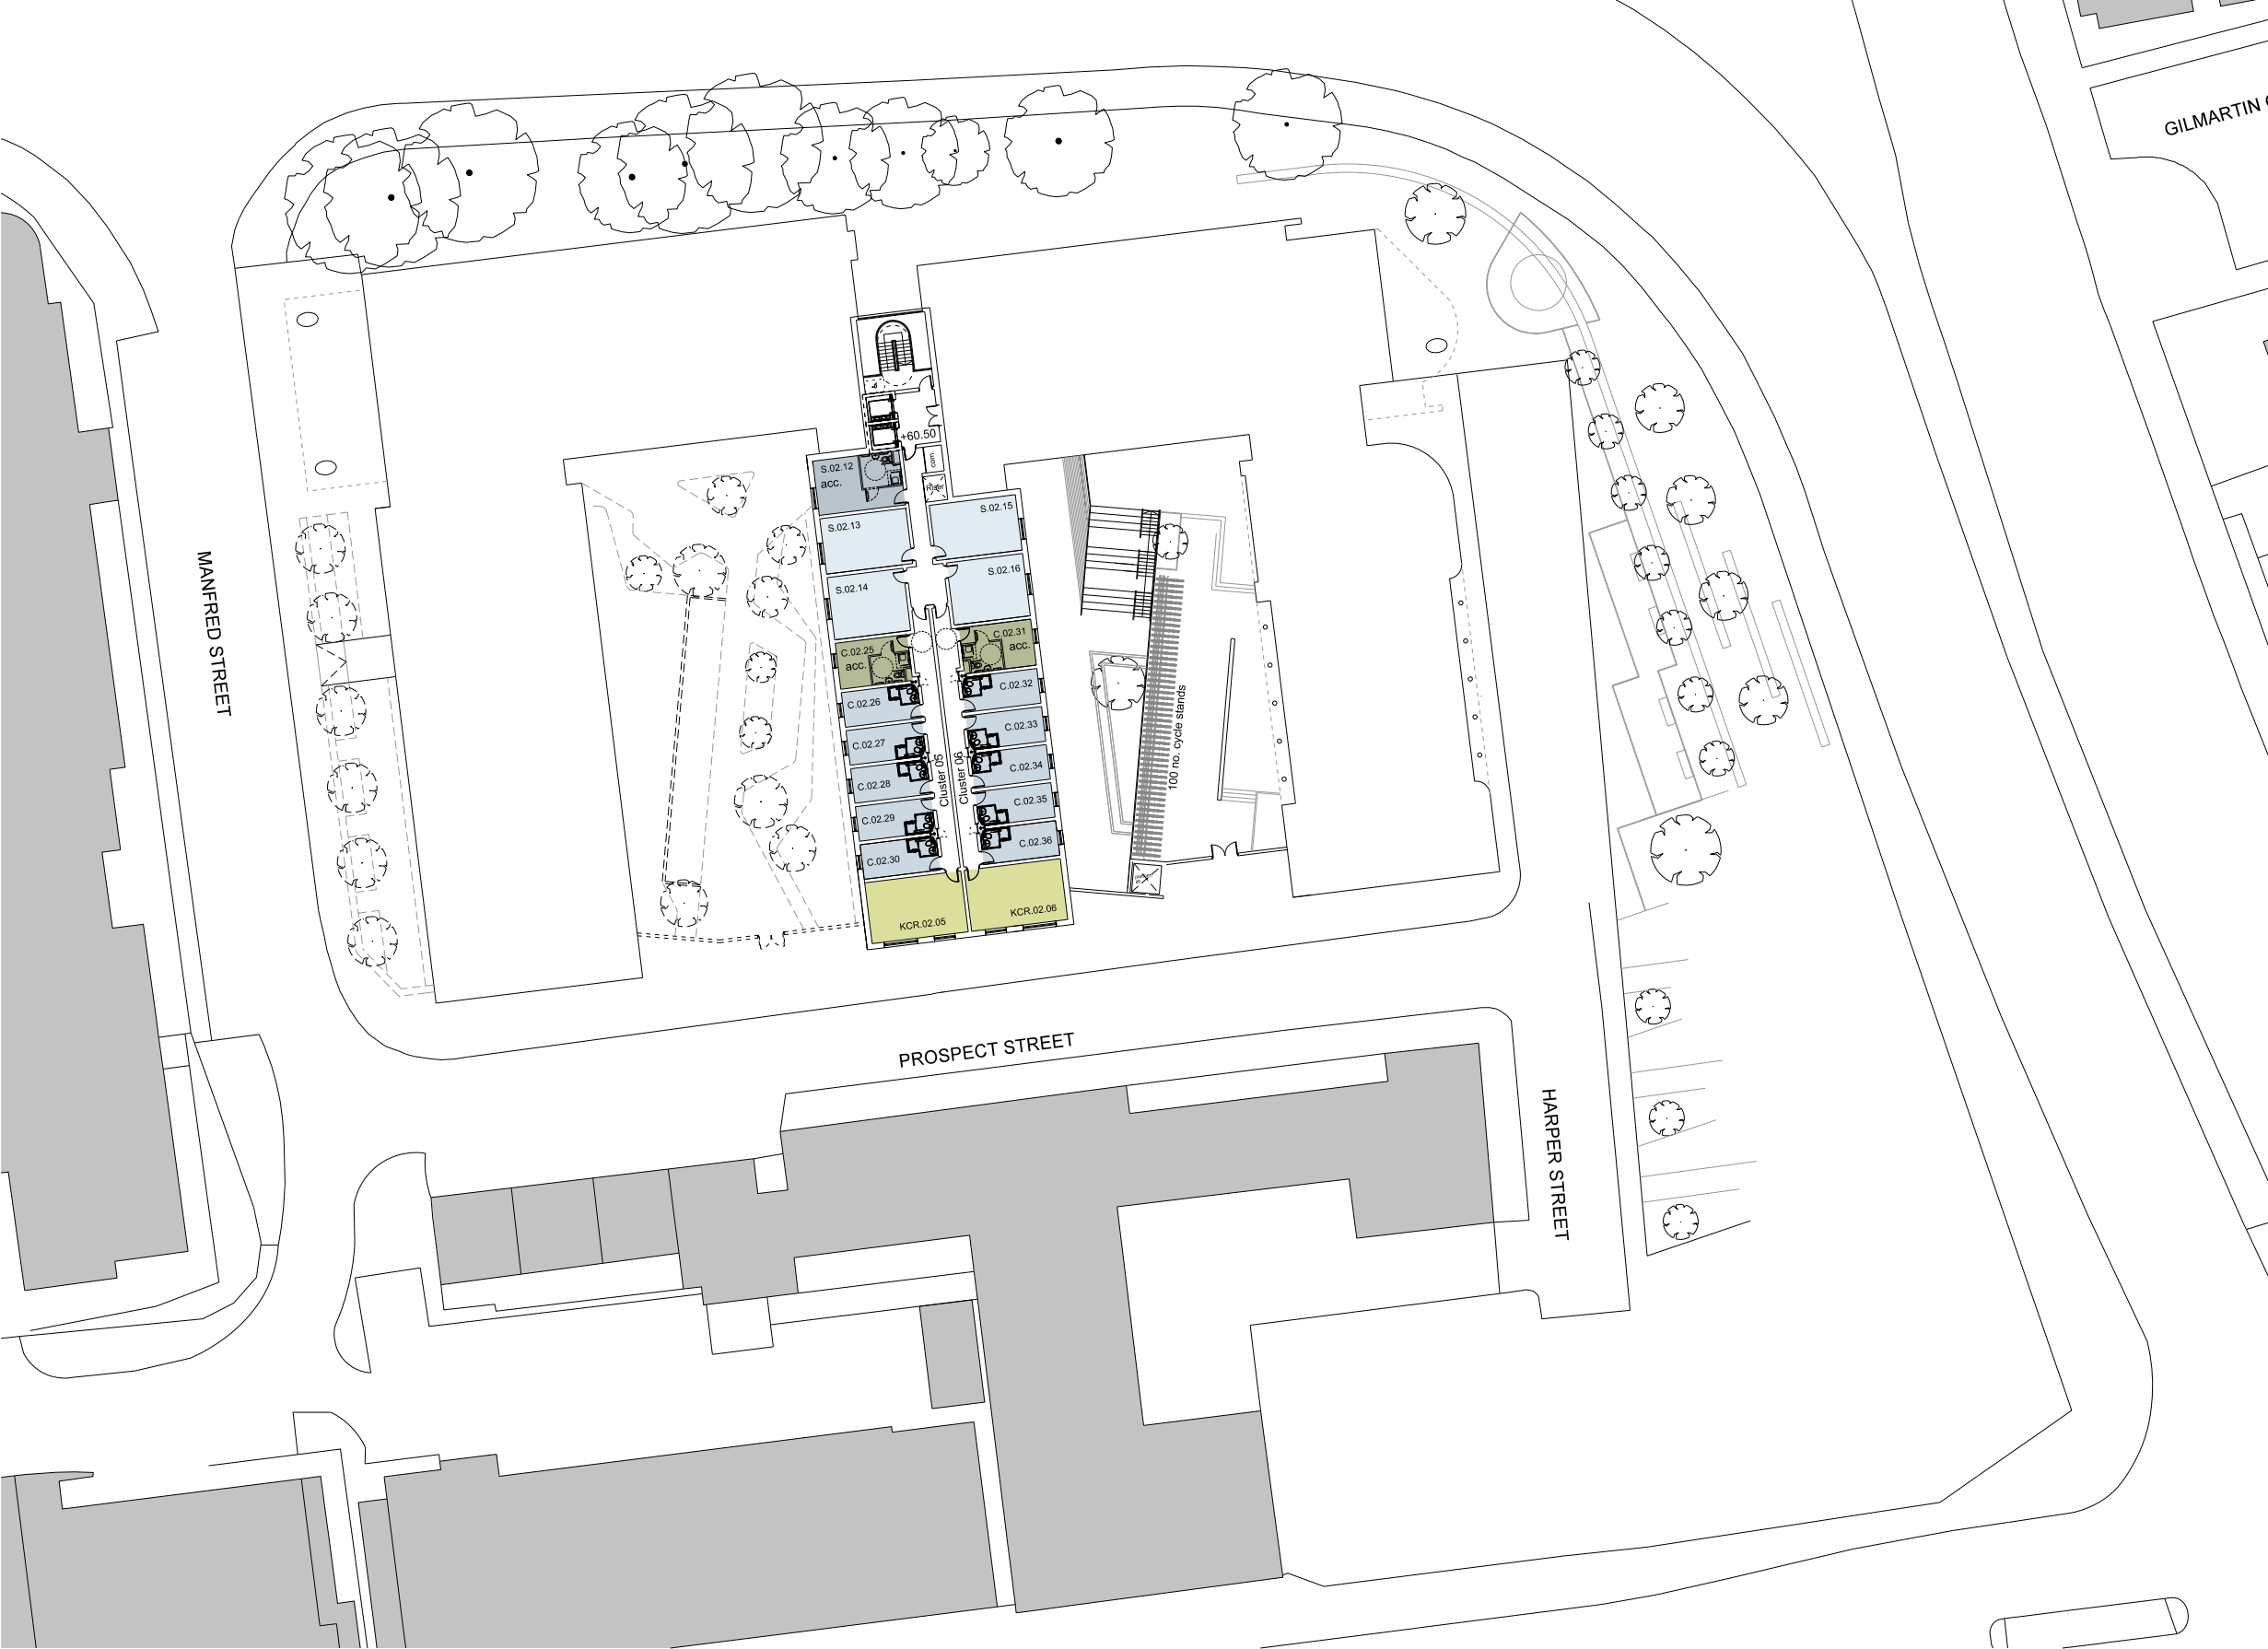 GILMARTIN
+60.50
com.
Riser
S.02.12
acc.
S.02.13
S.02.14
S.02.15
S.02.16
C.02.25
acc.
C.02.31
acc.
C.02.26
C.02.27
C.02.28
C.02.29
C.02.30
C.02.32
C.02.33
C.02.34
C.02.35
C.02.36
Cluster 05
Cluster 06
KCR.02.05
KCR.02.06
100 no. cycle stands
MANFRED STREET
PROSPECT STREET
HARPER STREET